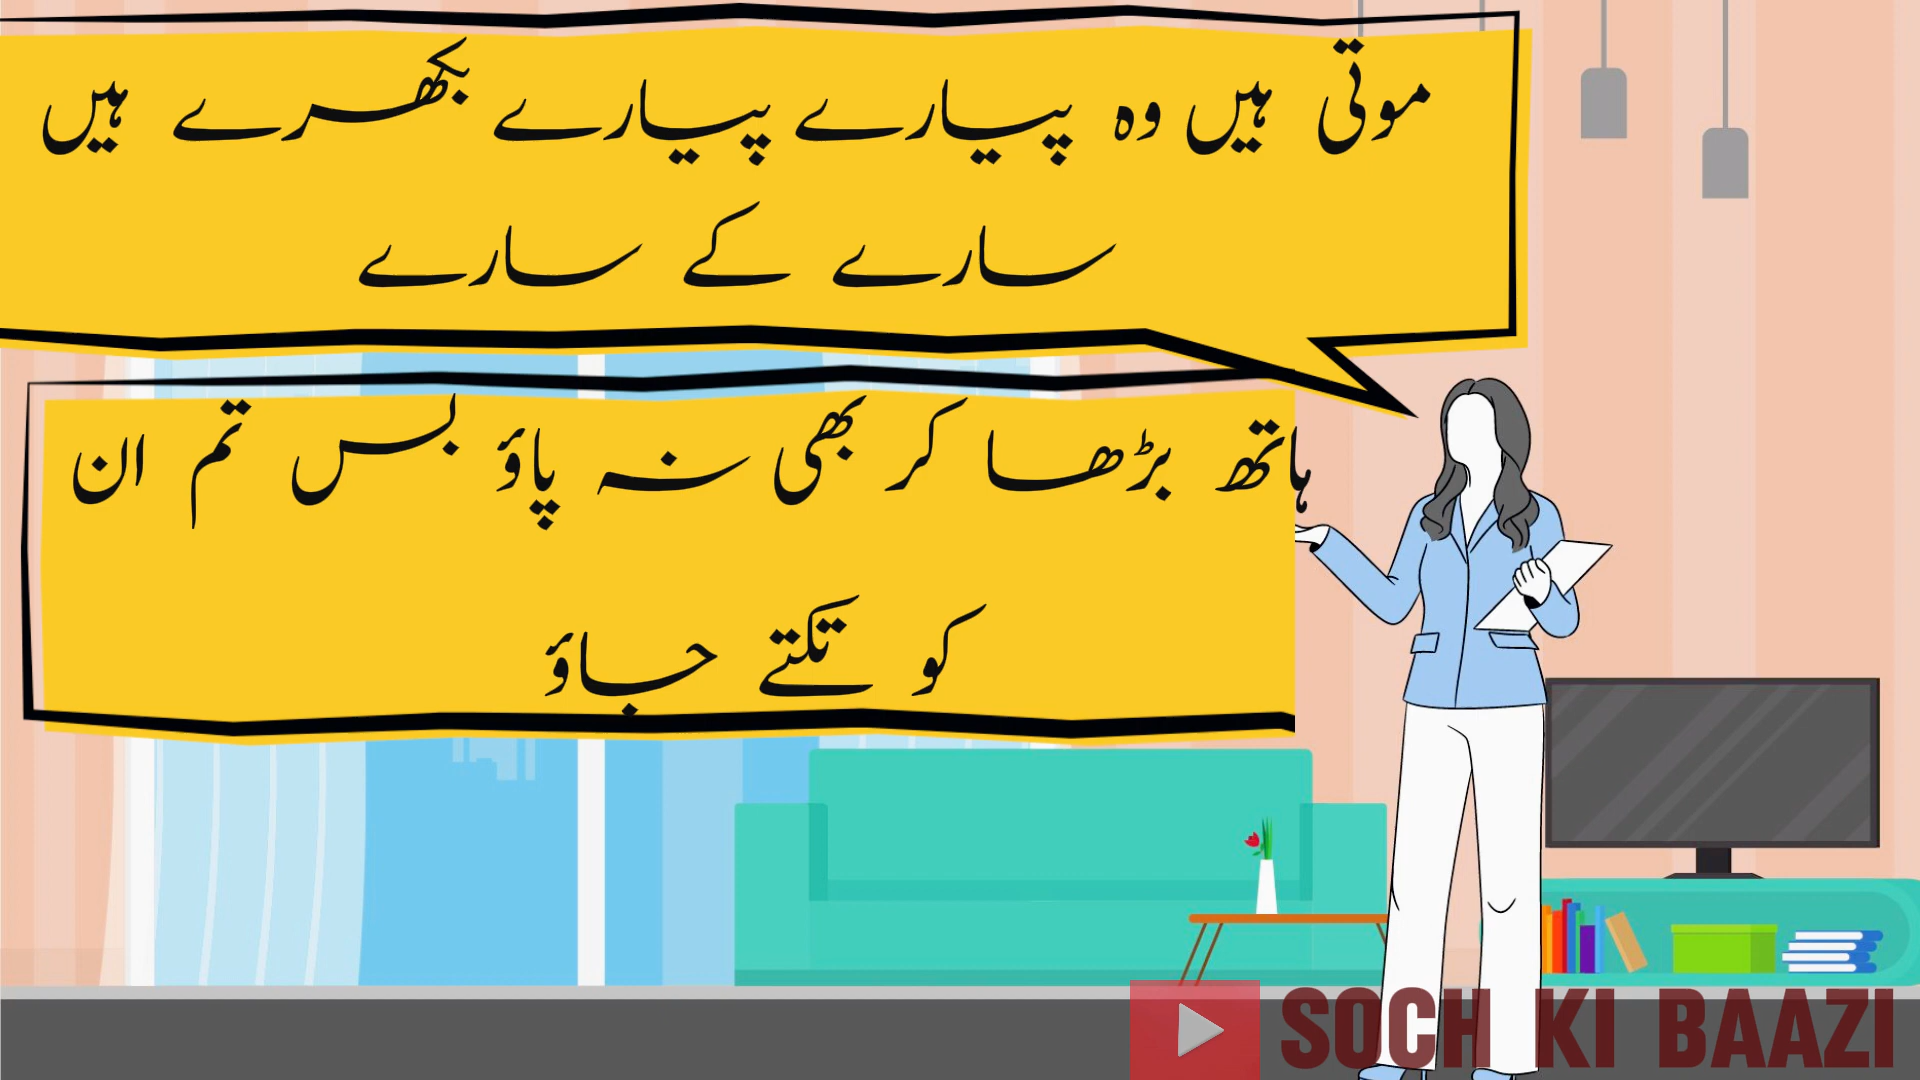 موتی ہیں وہ پیارے پیارے بکھرے ہیں
سارے کے سارے
ہاتھ بڑھا کر بھی نہ پاؤ بس تم ان
کو تکتے جاؤ
SOCH KI BAAZI